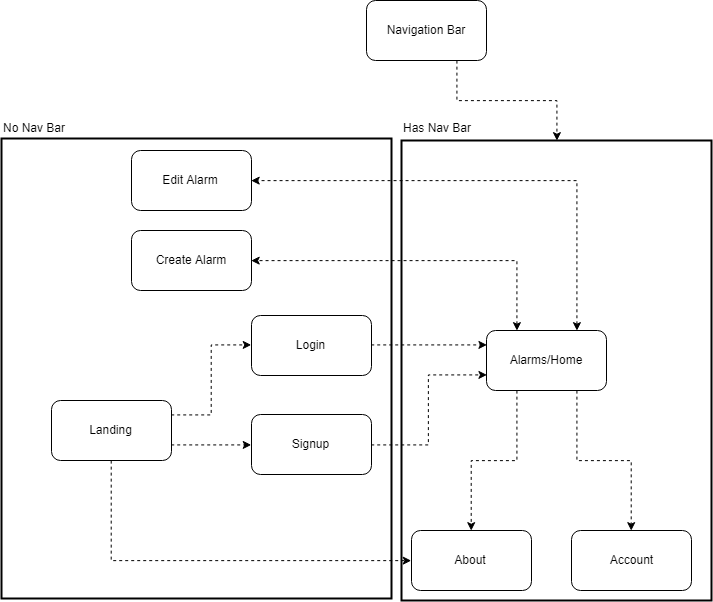 Navigation Bar
No Nav Bar
Has Nav Bar
Edit Alarm
Create Alarm
Login
Alarms/Home
Landing
Signup
About
Account